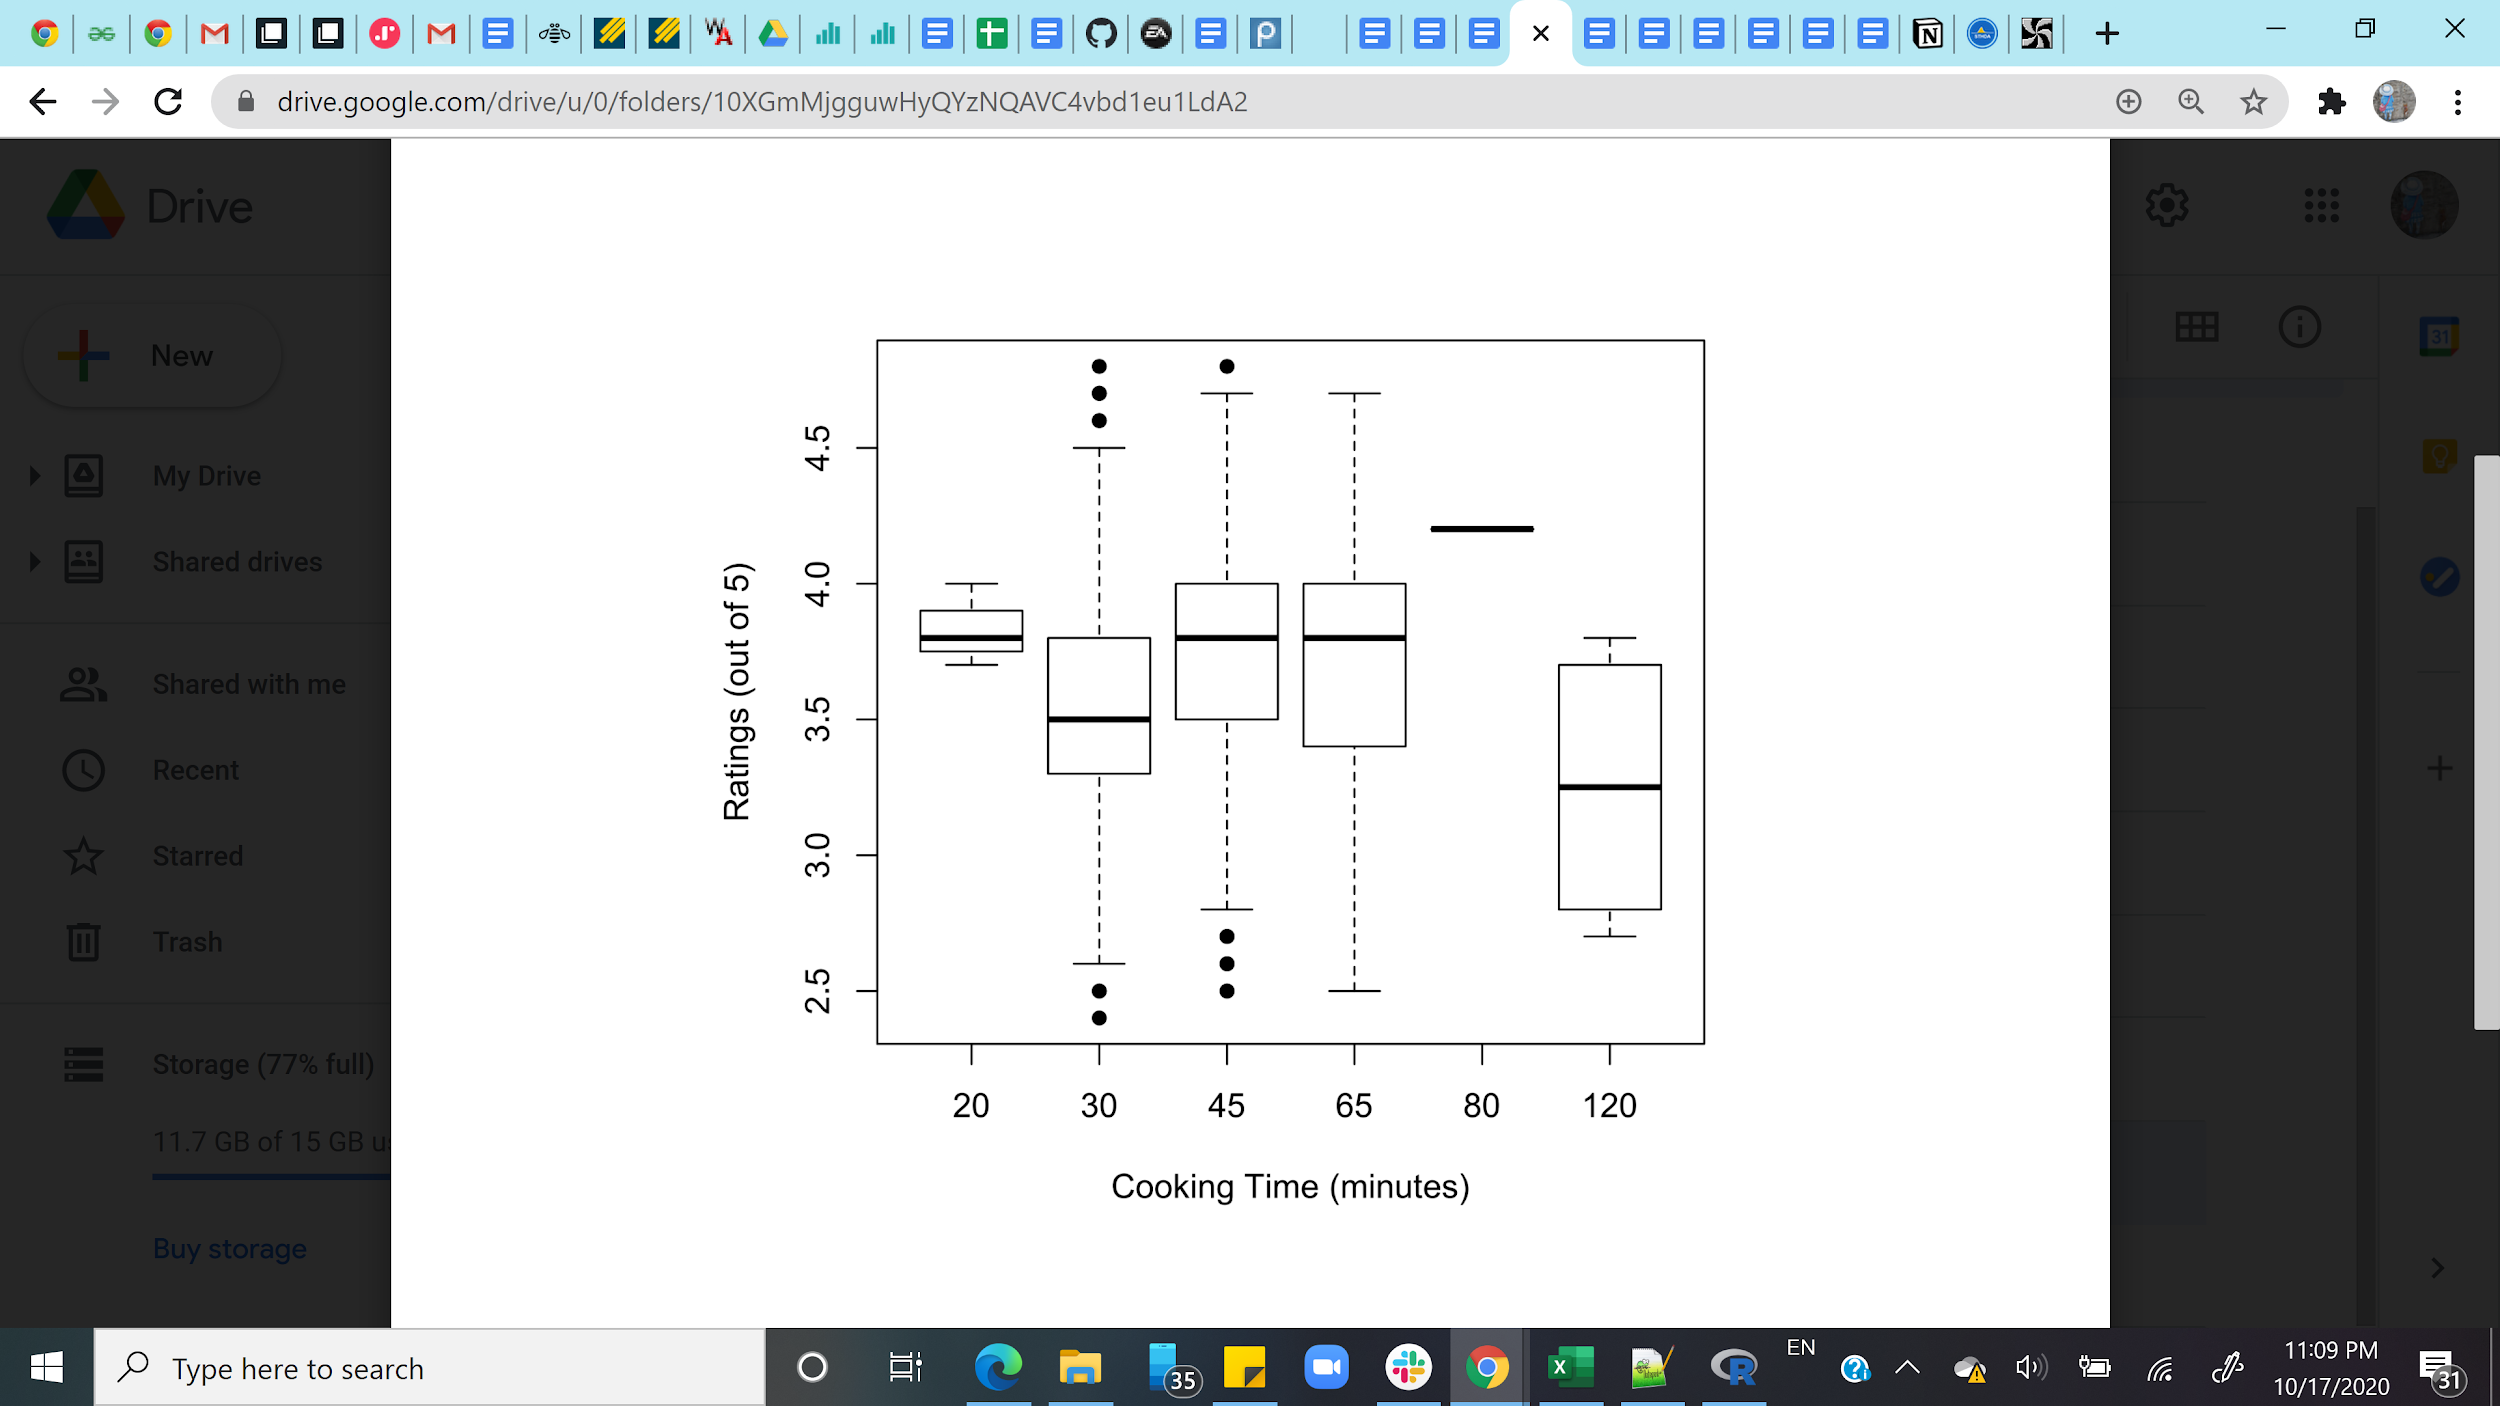 drive.google.com/drive/u/0/folders/10XGmMjgguwHyQYzNQAVC4vbd1eu1LdA2
Drive
New
My Drive
Shared drives
Shared with me
Recent
Starred
Trash
Storage (77% full)
11.7 GB of 15 GB u
Buy storage
31
Ratings (out of 5)
4.5
4.0
3.5
3.0
2.5
20 30 45 65 80 120
Cooking Time (minutes)
Type here to search
35
EN
11:09 PM
10/17/2020
31